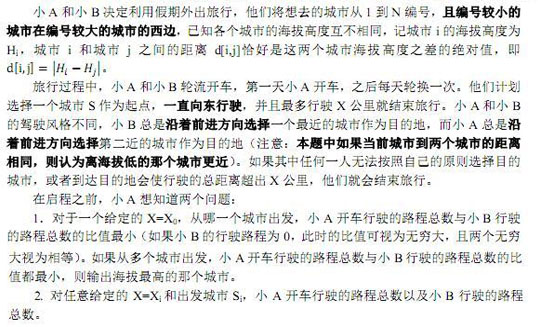 小 A 和小 B 决定利用假期外出旅行，他们将想去的城市从 1 到 N 编号，且编号较小的
城市在编号较大的城市的西边，已知各个城市的海拔高度互不相同，记城市 i 的海拔高度为
Hi，城市 i 和城市 j 之间的距离 d[i,j]恰好是这两个城市海拔高度之差的绝对值，即
d[i,j] = |Hi − Hj|。
旅行过程中，小 A 和小 B 轮流开车，第一天小 A 开车，之后每天轮换一次。他们计划
选择一个城市 S 作为起点，一直向东行驶，并且最多行驶 X 公里就结束旅行。小 A 和小 B
的驾驶风格不同，小 B 总是沿着前进方向选择一个最近的城市作为目的地，而小 A 总是沿
着前进方向选择第二近的城市作为目的地（注意：本题中如果当前城市到两个城市的距离
相同，则认为离海拔低的那个城市更近）。如果其中任何一人无法按照自己的原则选择目的
城市，或者到达目的地会使行驶的总距离超出 X 公里，他们就会结束旅行。
在启程之前，小 A 想知道两个问题：
1. 对于一个给定的 X=X0，从哪一个城市出发，小 A 开车行驶的路程总数与小 B 行驶
的路程总数的比值最小（如果小 B 的行驶路程为 0，此时的比值可视为无穷大，且两个无穷
大视为相等）。如果从多个城市出发，小 A 开车行驶的路程总数与小 B 行驶的路程总数的比
值都最小，则输出海拔最高的那个城市。
2. 对任意给定的 X=Xi 和出发城市 Si，小 A 开车行驶的路程总数以及小 B 行驶的路程
总数。